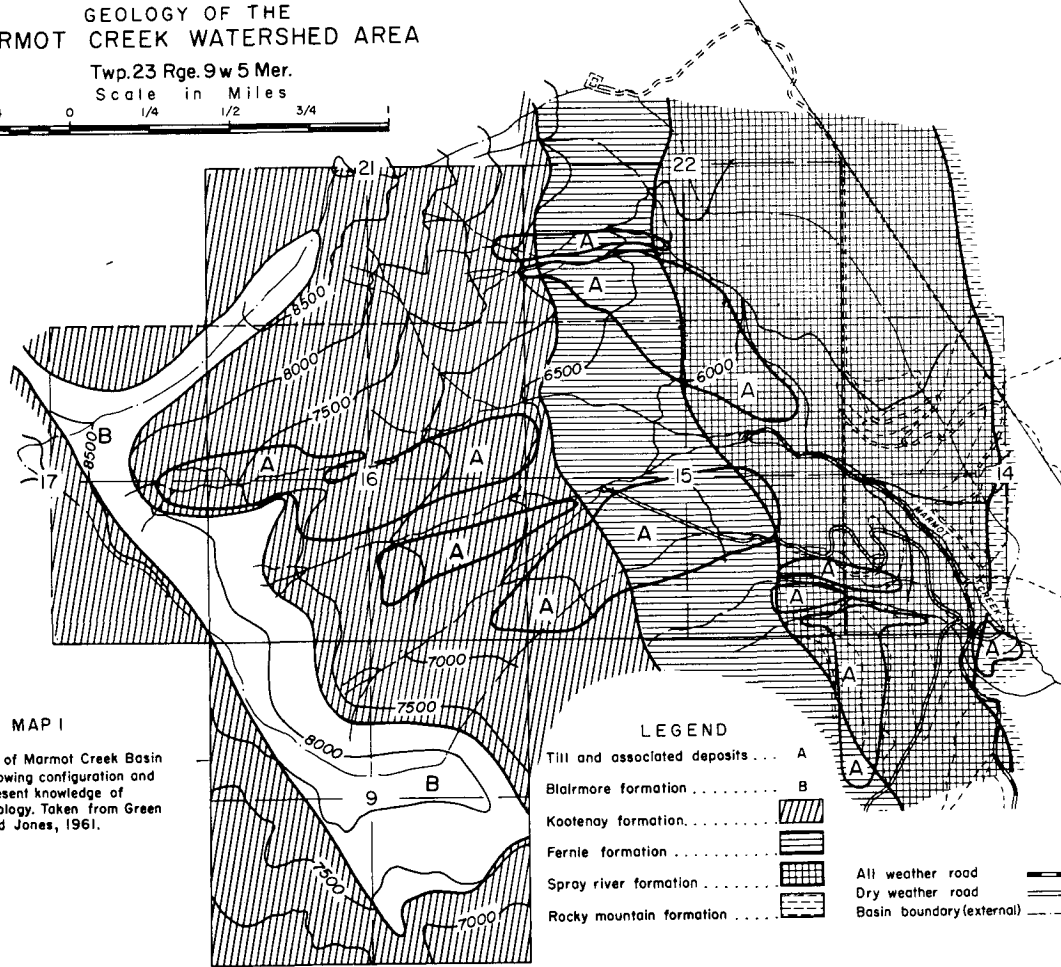 GEOLOGY OF THE
RMOT CREEK WATERSHED AREA
Twp. 23 Rge. 9 w 5 Mer.
Scale in Miles
0 1/4 1/2 3/4 1
21
22
A
A
8500
8000
6500
6000
7500
A
B
8500
A
A
17
16
15
14
MARMOT
CREEK
A
A
A
A
A
A
7000
A
7500
8000
B
9
A
7500
7000
MAP I
of Marmot Creek Basin
owing configuration and
esent knowledge of
ology. Taken from Green
d Jones, 1961.
LEGEND
Till and associated deposits ... A
Blairmore formation ........ B
Kootenay formation..........
Fernie formation ...........
Spray river formation .......
Rocky mountain formation ....
All weather road
Dry weather road
Basin boundary (external)